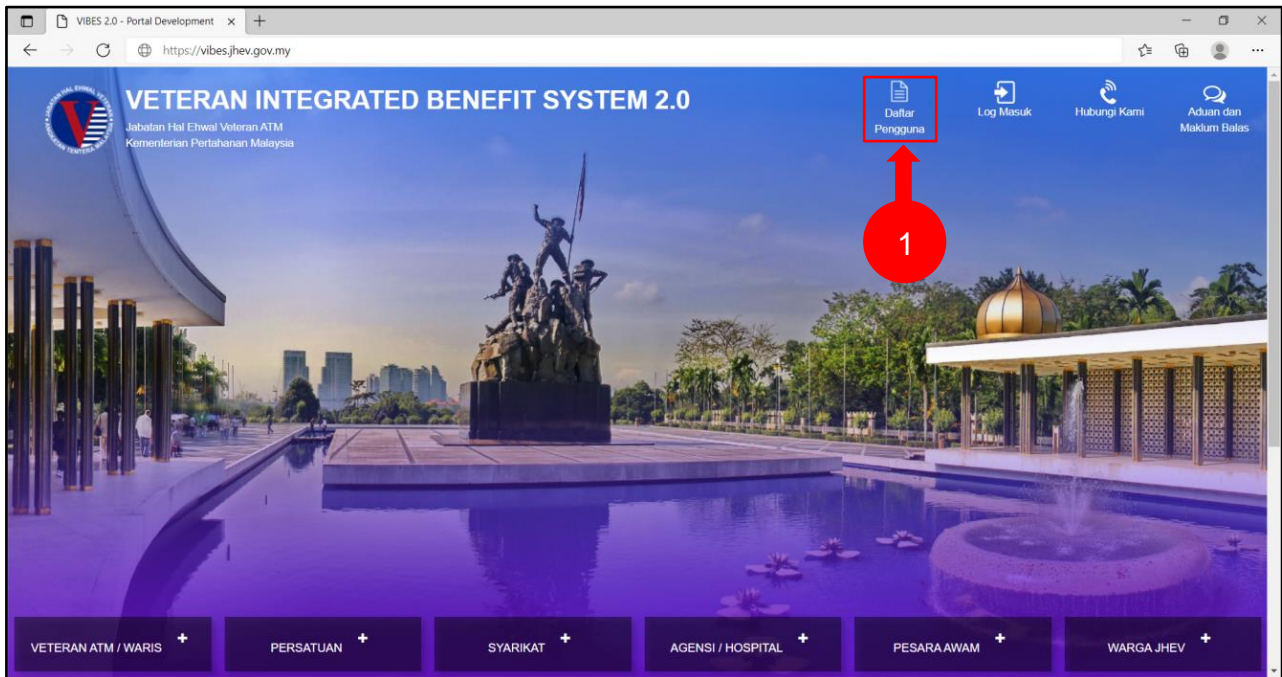 VIBES 2.0 - Portal Development
https://vibes.jhev.gov.my
VETERAN INTEGRATED BENEFIT SYSTEM 2.0
Jabatan Hal Ehwal Veteran ATM
Kementerian Pertahanan Malaysia
Daftar
Pengguna
Log Masuk
Hubungi Kami
Aduan dan
Maklum Balas
1
VETERAN ATM / WARIS +
PERSATUAN +
SYARIKAT +
AGENSI / HOSPITAL +
PESARA AWAM +
WARGA JHEV +